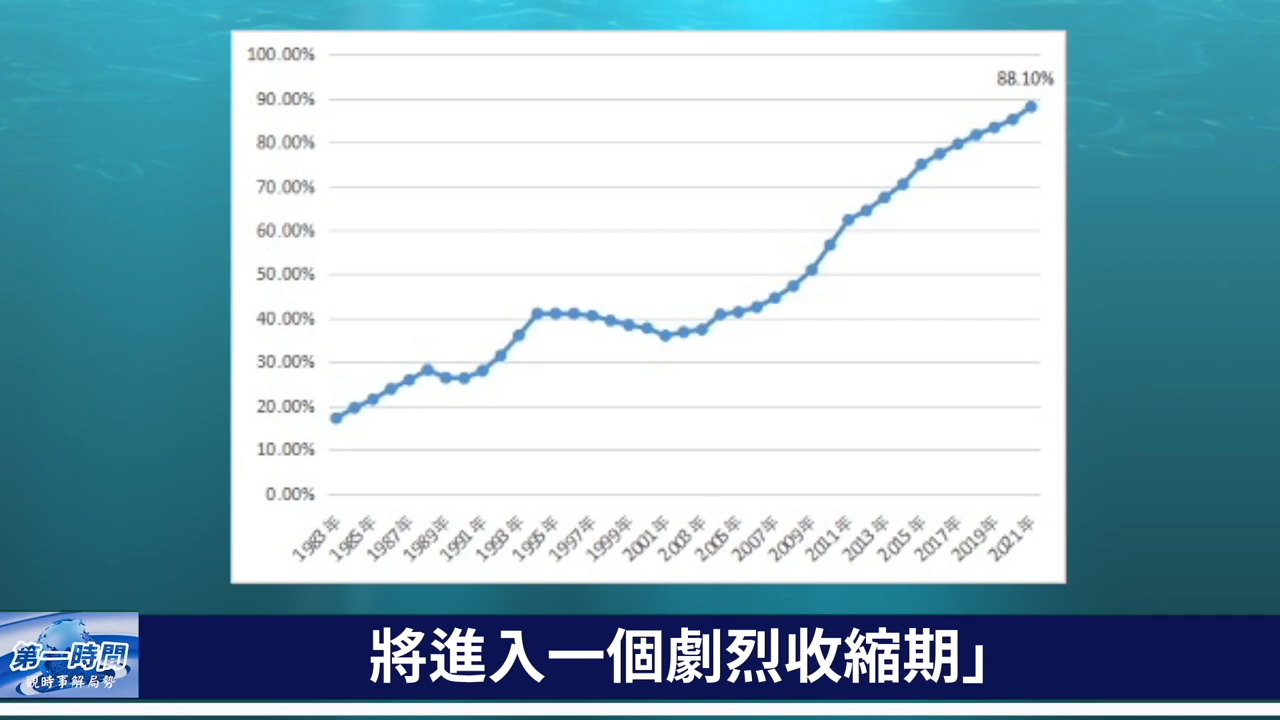 100.00%
90.00%
80.00%
70.00%
60.00%
50.00%
40.00%
30.00%
20.00%
10.00%
0.00%
88.10%
1983年
1985年
1987年
1989年
1991年
1993年
1995年
1997年
1999年
2001年
2003年
2005年
2007年
2009年
2011年
2013年
2015年
2017年
2019年
2021年
第一時間
觀時事解局勢
將進入一個劇烈收縮期」